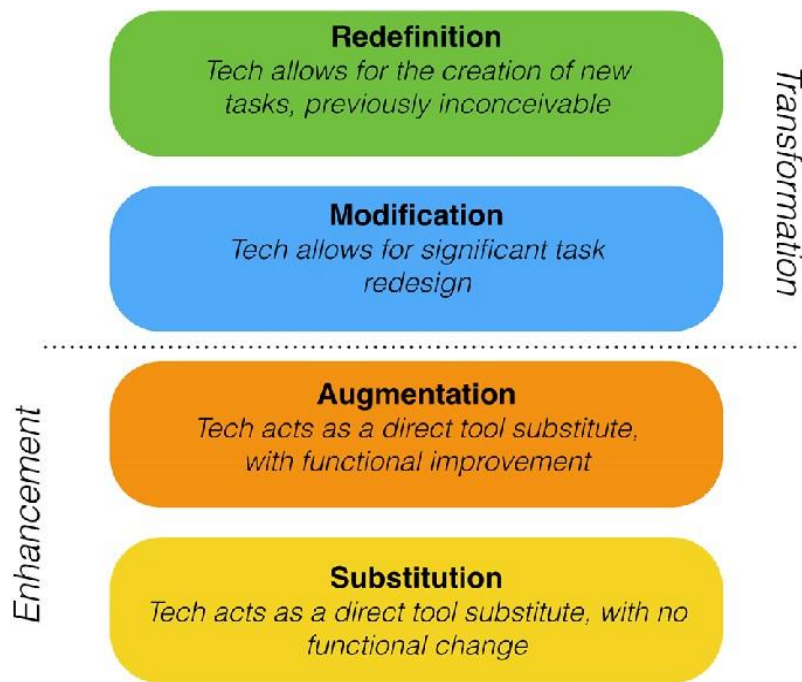 Redefinition
Tech allows for the creation of new
tasks, previously inconceivable
Transformation
Modification
Tech allows for significant task
redesign
Augmentation
Tech acts as a direct tool substitute,
with functional improvement
Enhancement
Substitution
Tech acts as a direct tool substitute, with no
functional change